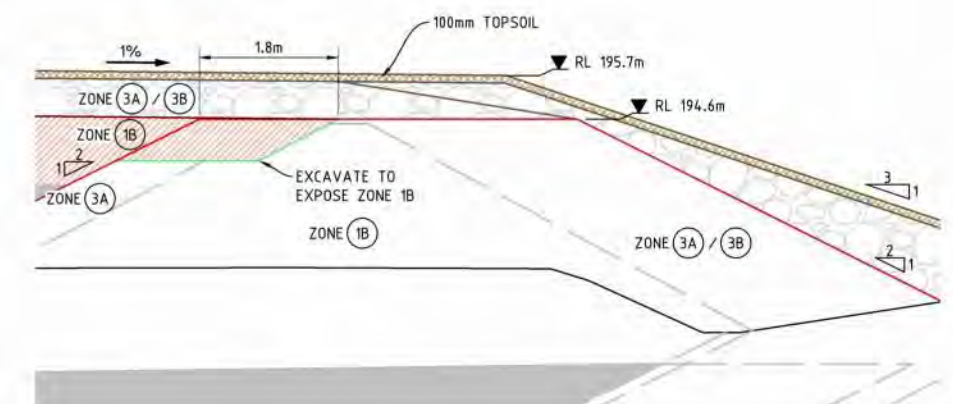 100mm TOPSOIL
1%
1.8m
RL 195.7m
ZONE 3A / 3B
RL 194.6m
ZONE 1B
2
1
ZONE 3A
EXCAVATE TO
EXPOSE ZONE 1B
3
1
ZONE 1B
ZONE 3A / 3B
2
1